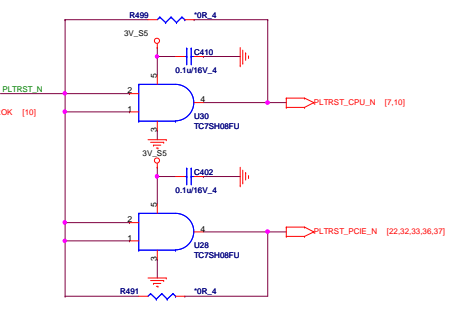 R499 *0R_4
3V_S5
C410
0.1u/16V_4
5
PLTRST_N
2
4
PLTRST_CPU_N [7,10]
1
OK [10]
U30
TC7SH08FU
3
3V_S5
C402
0.1u/16V_4
5
2
4
PLTRST_PCIE_N [22,32,33,36,37]
1
U28
TC7SH08FU
3
R491 *0R_4